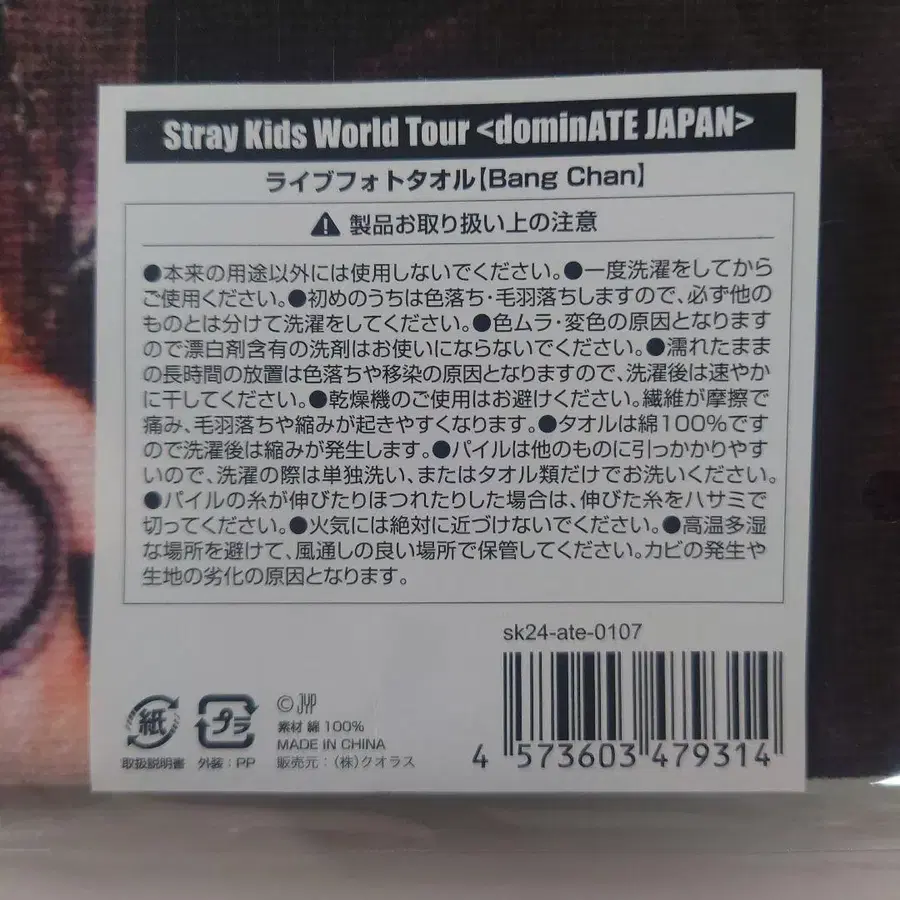 Stray Kids World Tour <dominATE JAPAN>
ライブフォトタオル【Bang Chan】
製品お取り扱い上の注意
●本来の用途以外には使用しないでください。●一度洗濯をしてから
ご使用ください。●初めのうちは色落ち・毛羽落ちしますので、必ず他の
ものとは分けて洗濯をしてください。●色ムラ・変色の原因となります
ので漂白剤含有の洗剤はお使いにならないでください。●濡れたまま
の長時間の放置は色落ちや移染の原因となりますので、洗濯後は速やか
に干してください。●乾燥機のご使用はお避けください。繊維が摩擦で
痛み、毛羽落ちや縮みが起きやすくなります。●タオルは綿100%です
ので洗濯後は縮みが発生します。●パイルは他のものに引っかかりやす
いので、洗濯の際は単独洗い、またはタオル類だけでお洗いください。
●パイルの糸が伸びたりほつれたりした場合は、伸びた糸をハサミで
切ってください。●火気には絶対に近づけないでください。●高温多湿
な場所を避けて、風通しの良い場所で保管してください。カビの発生や
生地の劣化の原因となります。
sk24-ate-0107
紙
取扱説明書
プラ
外装:PP
©JYP
素材 綿 100%
MADE IN CHINA
販売元:(株)クオラス
4 573603 479314